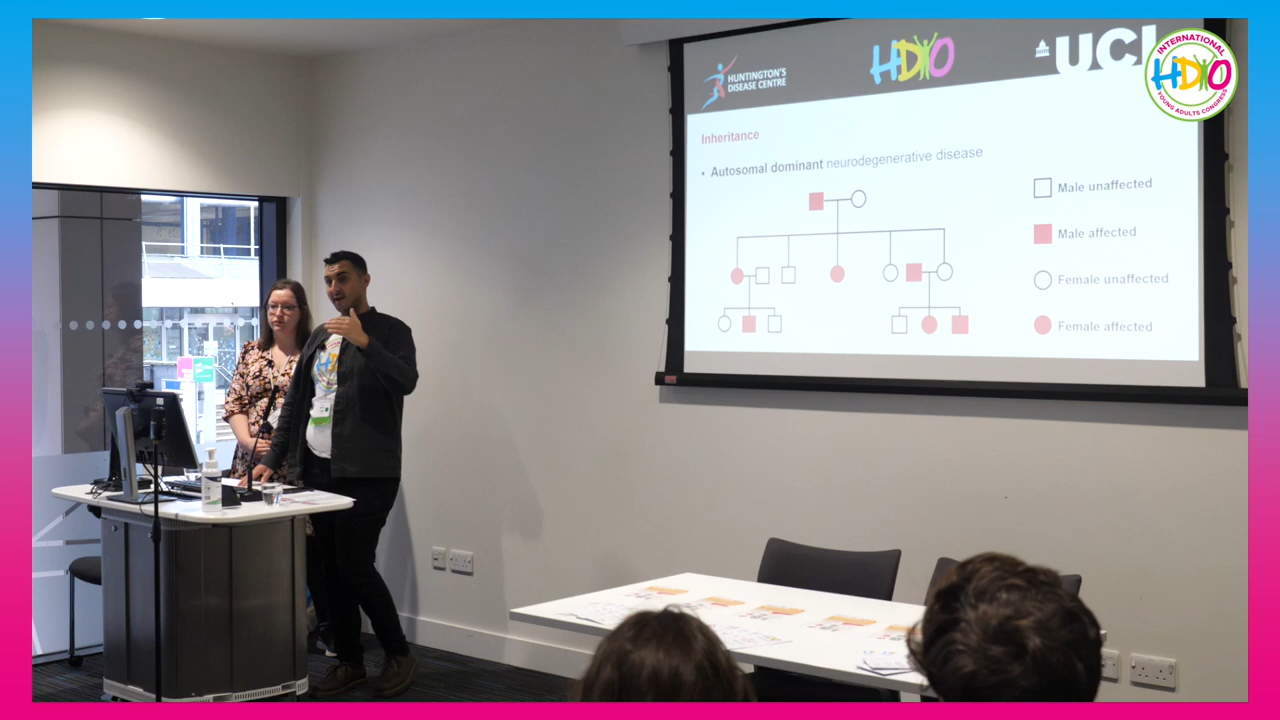 HUNTINGTON'S
DISEASE CENTRE
HDYO
UCL
INTERNATIONAL
HDYO
YOUNG ADULTS CONGRESS
Inheritance
• Autosomal dominant neurodegenerative disease
Male unaffected
Male affected
Female unaffected
Female affected